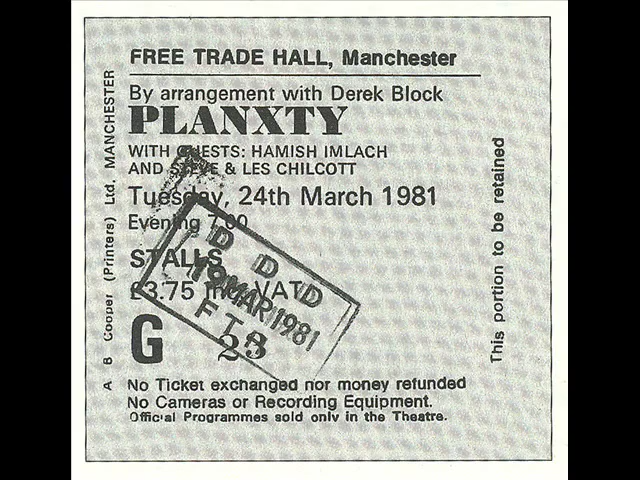 FREE TRADE HALL, Manchester
By arrangement with Derek Block
PLANXTY
WITH GUESTS: HAMISH IMLACH
AND STEVE & LES CHILCOTT
Tuesday, 24th March 1981
Evening 7.00
STALLS
£3.75 incl VAT
G 23
No Ticket exchanged nor money refunded
No Cameras or Recording Equipment.
Official Programmes sold only in the Theatre.
A B Cooper (Printers) Ltd. MANCHESTER
This portion to be retained
MAR 1981
F T H